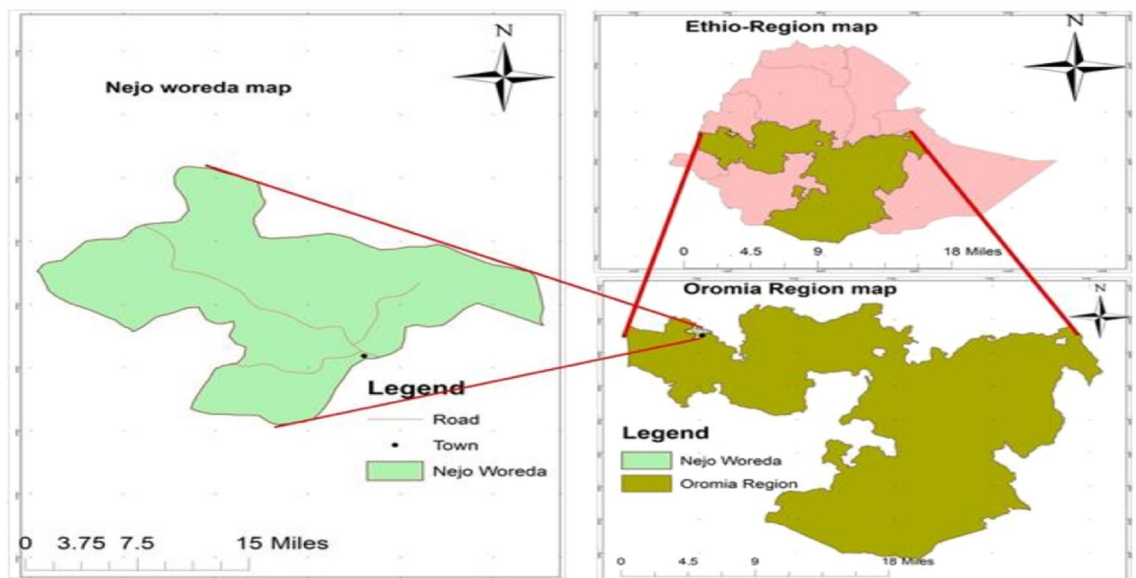 N
Nejo woreda map
Legend
Road
Town
Nejo Woreda
0 3.75 7.5 15 Miles
Ethio-Region map
N
0 4.5 9 18 Miles
Oromia Region map
N
Legend
Nejo Woreda
Oromia Region
0 4.5 9 18 Miles